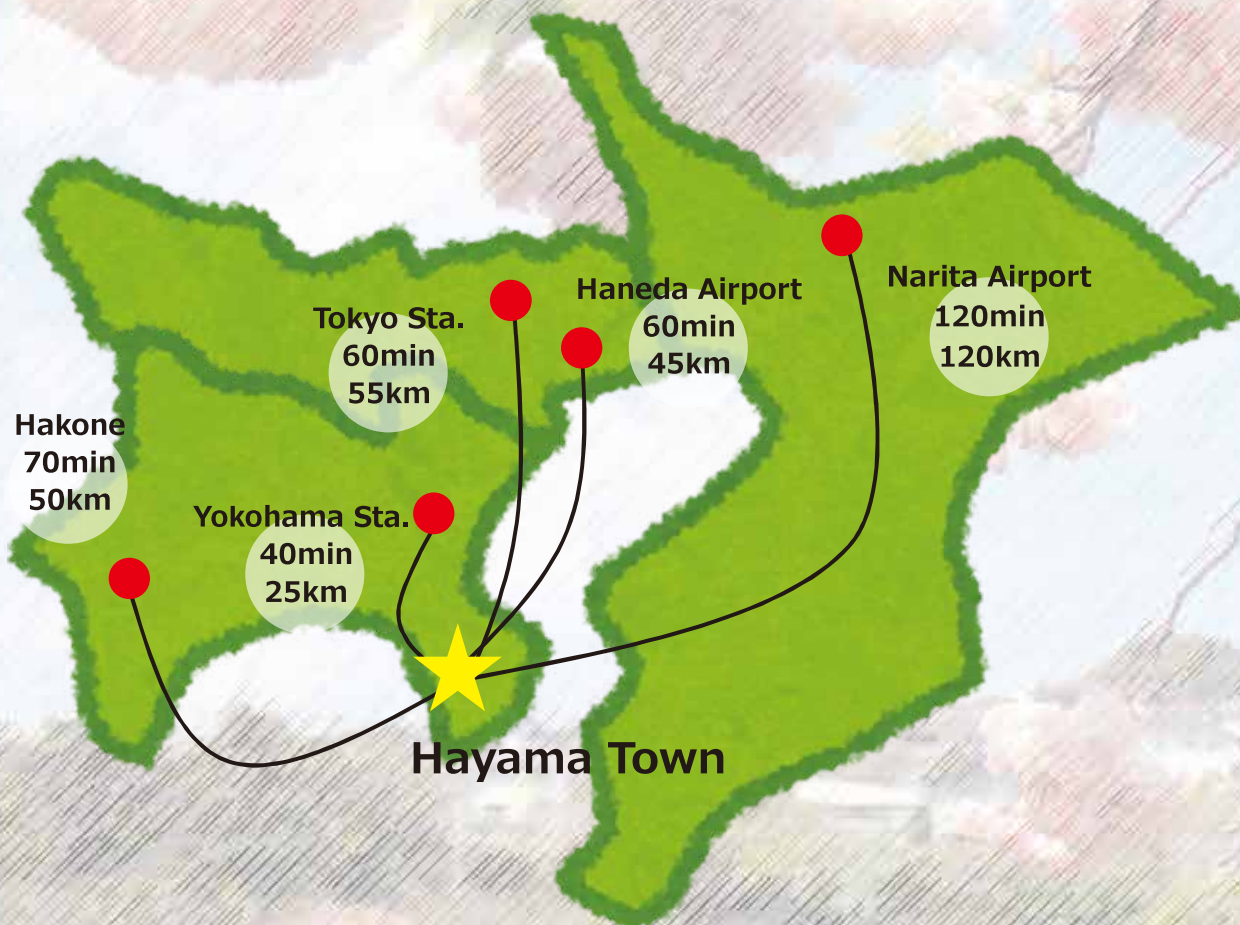 Narita Airport
120min
120km
Haneda Airport
60min
45km
Tokyo Sta.
60min
55km
Hakone
70min
50km
Yokohama Sta.
40min
25km
Hayama Town